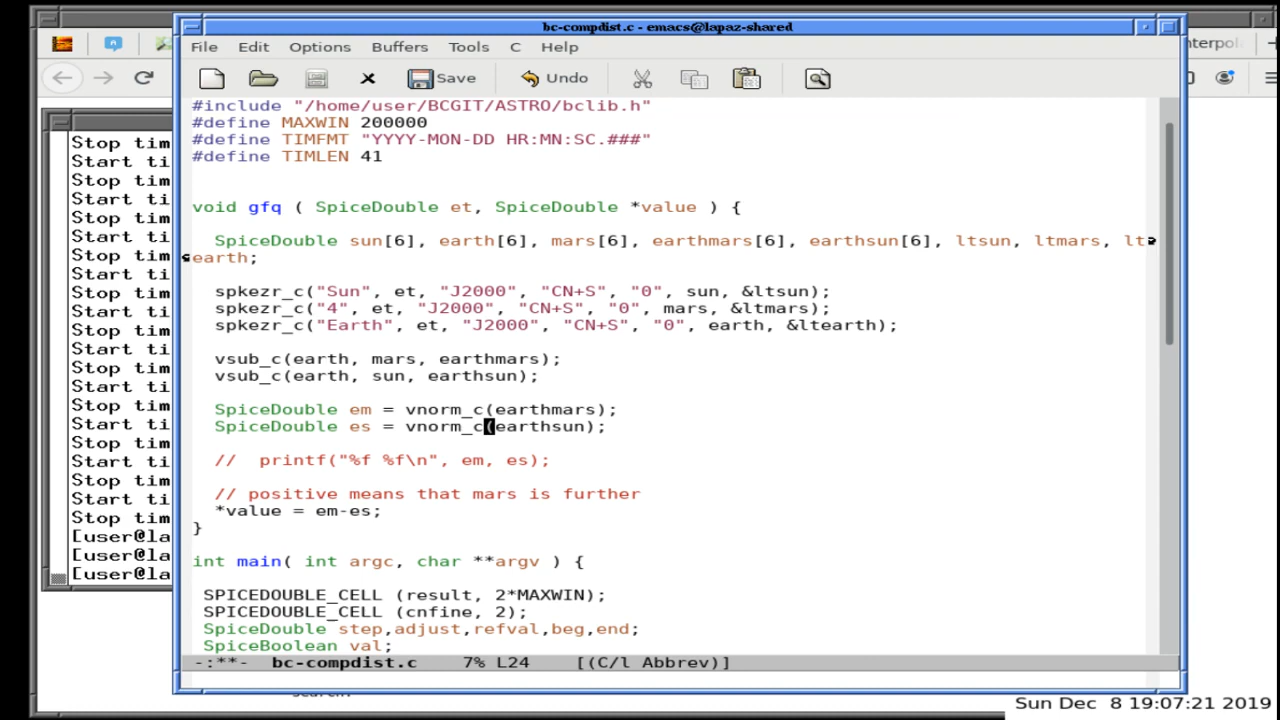 bc-compdist.c - emacs@lapaz-shared
File Edit Options Buffers Tools C Help
Save Undo
#include "/home/user/BCGIT/ASTRO/bclib.h"
#define MAXWIN 200000
#define TIMFMT "YYYY-MON-DD HR:MN:SC.###"
#define TIMLEN 41
void gfq ( SpiceDouble et, SpiceDouble *value ) {
SpiceDouble sun[6], earth[6], mars[6], earthmars[6], earthsun[6], ltsun, ltmars, lt
earth;
spkezr_c("Sun", et, "J2000", "CN+S", "0", sun, &ltsun);
spkezr_c("4", et, "J2000", "CN+S", "0", mars, &ltmars);
spkezr_c("Earth", et, "J2000", "CN+S", "0", earth, &ltearth);
vsub_c(earth, mars, earthmars);
vsub_c(earth, sun, earthsun);
SpiceDouble em = vnorm_c(earthmars);
SpiceDouble es = vnorm_c(earthsun);
//  printf("%f %f\n", em, es);
// positive means that mars is further
*value = em-es;
}
int main( int argc, char **argv ) {
SPICEDOUBLE_CELL (result, 2*MAXWIN);
SPICEDOUBLE_CELL (cnfine, 2);
SpiceDouble step,adjust,refval,beg,end;
SpiceBoolean val;
-:**-  bc-compdist.c    7% L24    [(C/l Abbrev)]
Stop tim
Start ti
Stop tim
Start ti
Stop tim
Start ti
Stop tim
Start ti
Stop tim
Start ti
Stop tim
Start ti
Stop tim
Start ti
Stop tim
Start ti
Stop tim
Start ti
Stop tim
Start ti
Stop tim
[user@la
[user@la
[user@la
nterpol
Sun Dec  8 19:07:21 2019